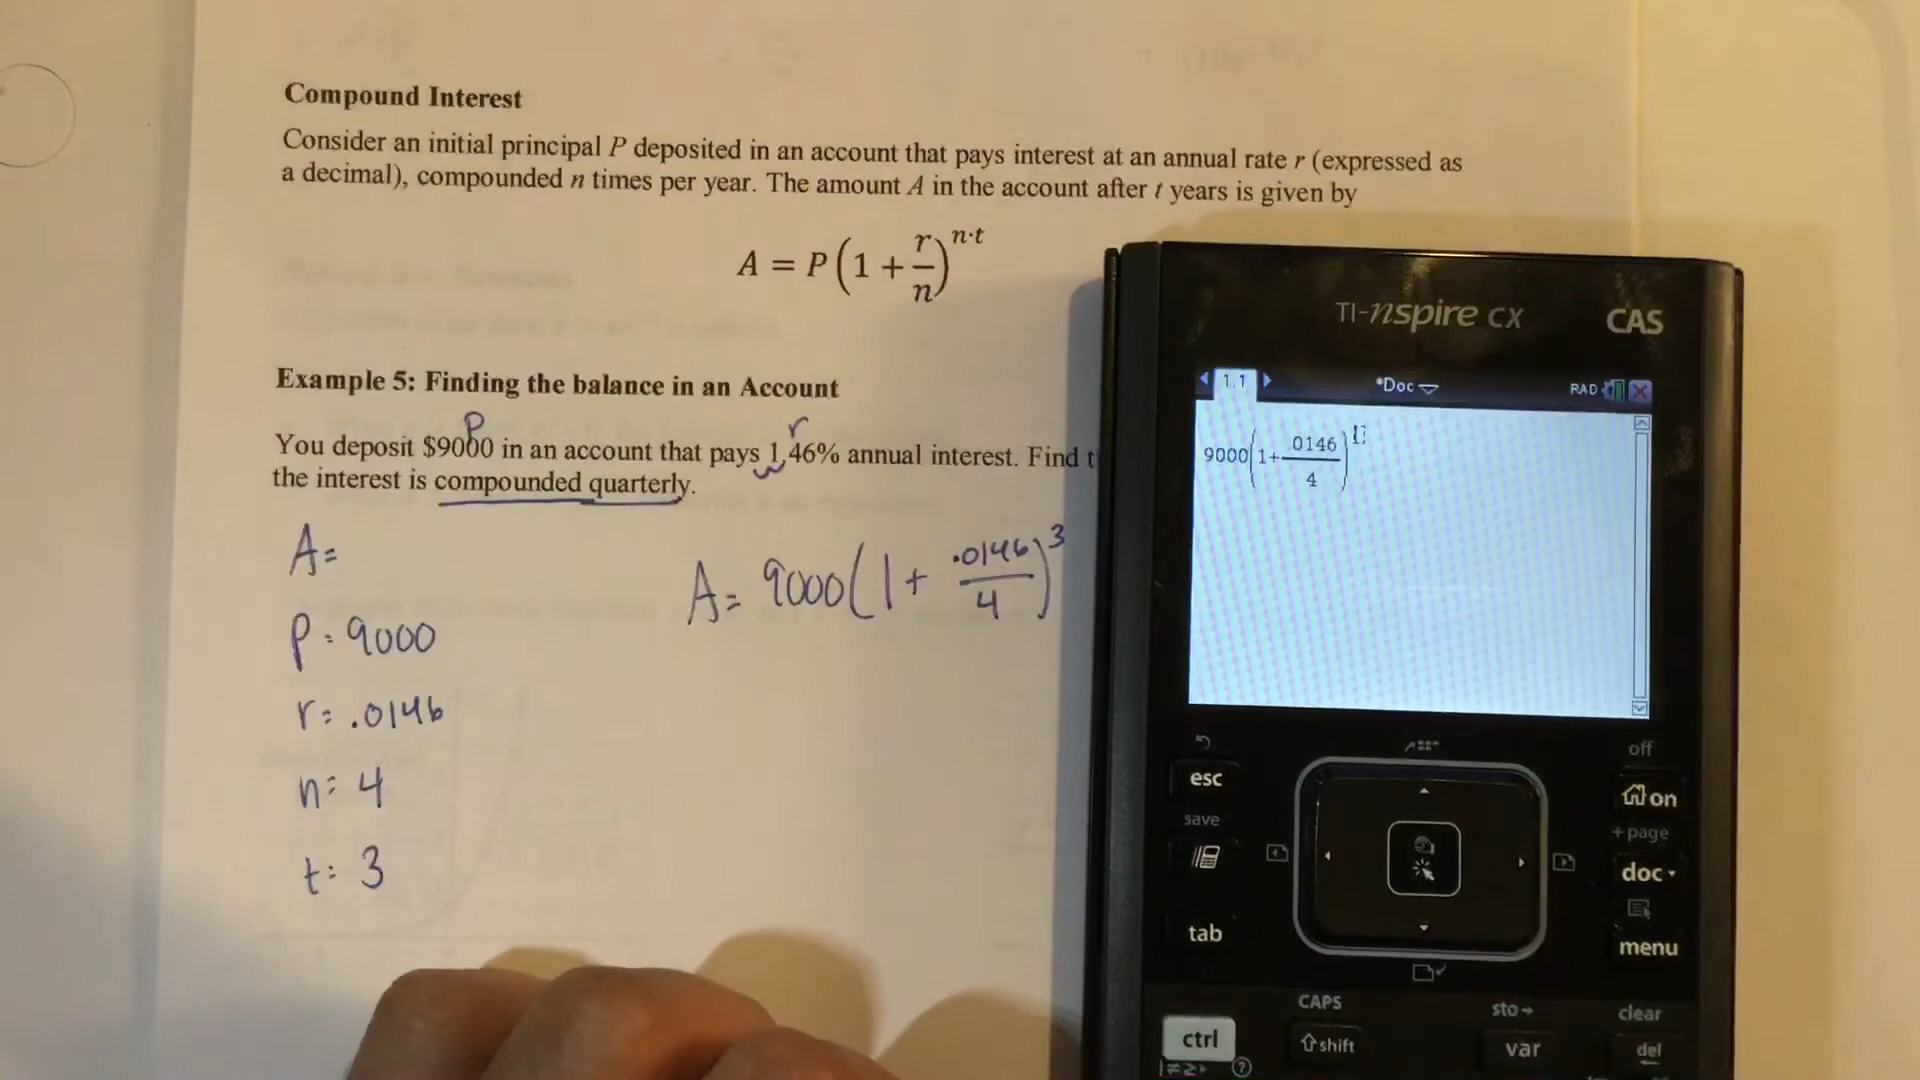 Compound Interest
Consider an initial principal P deposited in an account that pays interest at an annual rate r (expressed as
a decimal), compounded n times per year. The amount A in the account after t years is given by
A = P(1 + r/n)^n·t
Example 5: Finding the balance in an Account
P r
You deposit $9000 in an account that pays 1.46% annual interest. Find t
the interest is compounded quarterly.
A=
P = 9000
r = .0146
n = 4
t = 3
A = 9000(1 + .0146/4)^3
TI-nspire CX CAS
1.1 *Doc RAD
9000(1+.0146/4)
off
esc
on
save
+ page
doc
tab
menu
CAPS
sto→
clear
ctrl
shift
var
del